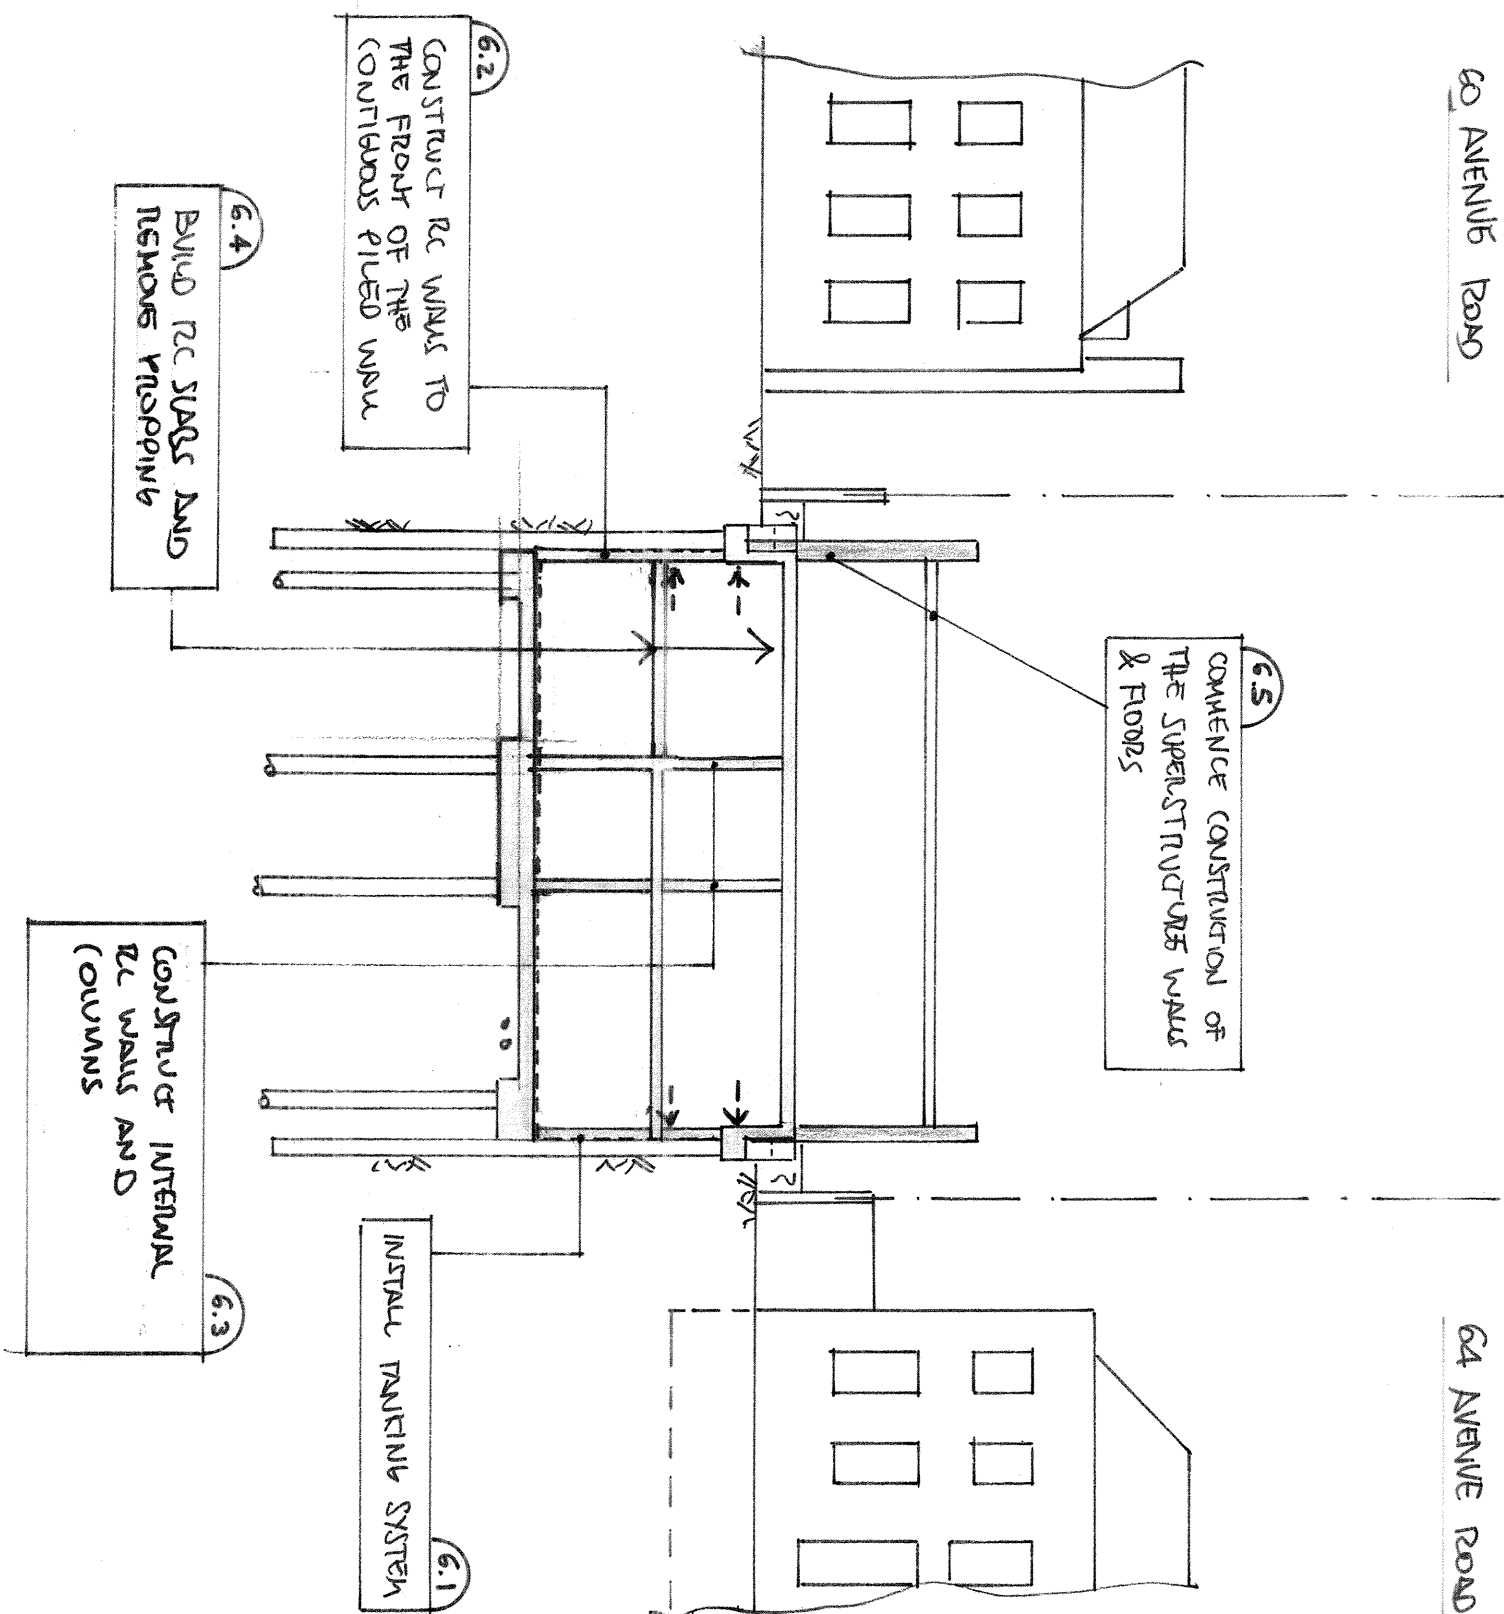 60 AVENUE ROAD
64 AVENUE ROAD
6.5
COMMENCE CONSTRUCTION OF
THE SUPERSTRUCTURE WALLS
& FLOORS
6.2
CONSTRUCT RC WALLS TO
THE FRONT OF THE
CONTIGUOUS PILED WALL
6.1
INSTALL TANKING SYSTEM
6.4
BUILD RC SLABS AND
REMOVE PROPPING
6.3
CONSTRUCT INTERNAL
RC WALLS AND
COLUMNS